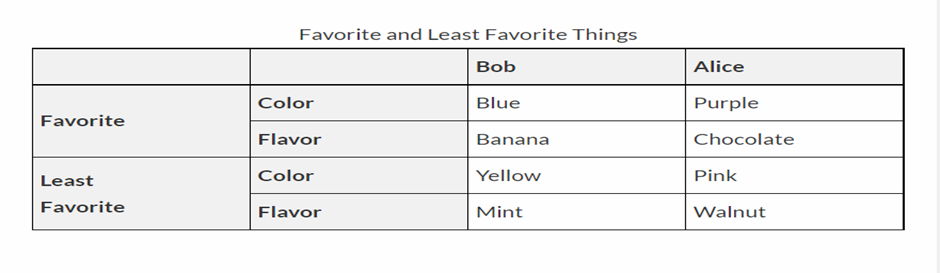 Favorite and Least Favorite Things
Bob Alice
Favorite Color Blue Purple
Flavor Banana Chocolate
Least Favorite Color Yellow Pink
Flavor Mint Walnut